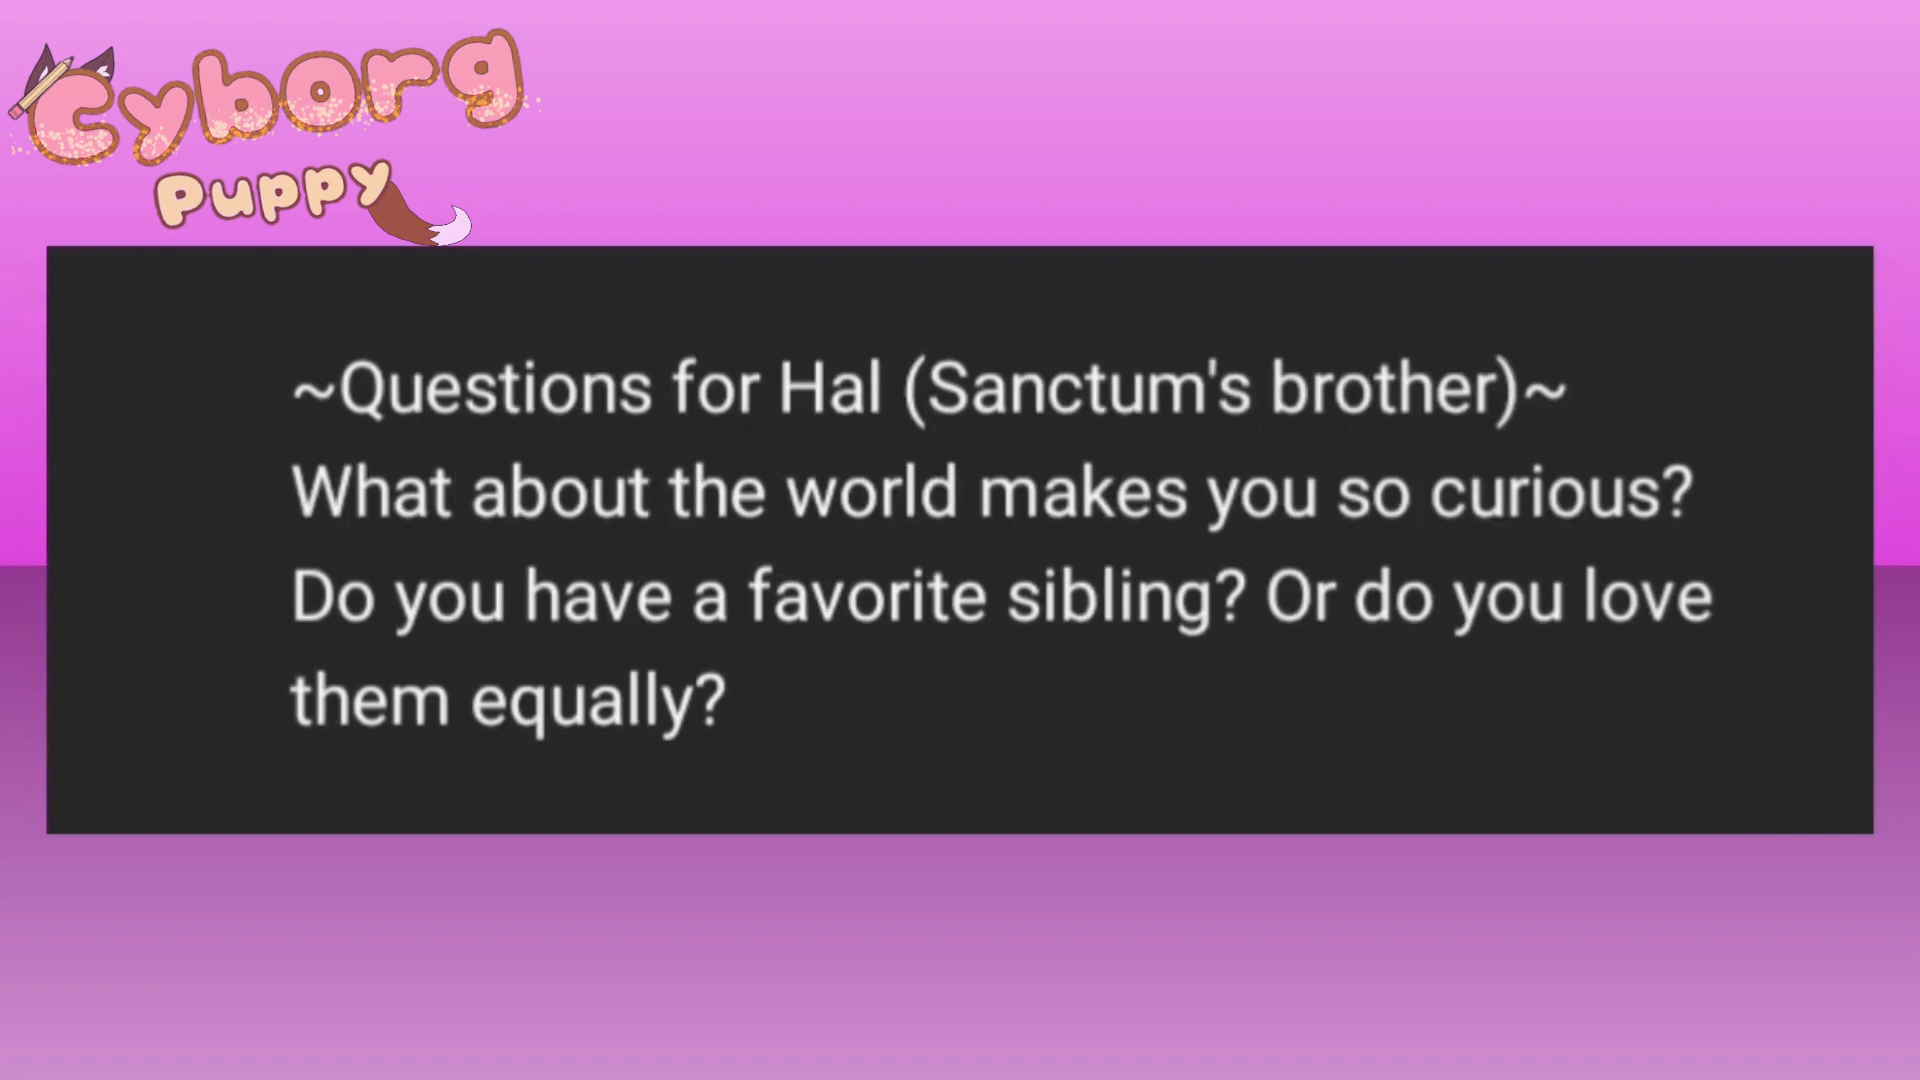 Cyborg
Puppy
~Questions for Hal (Sanctum's brother)~
What about the world makes you so curious?
Do you have a favorite sibling? Or do you love
them equally?